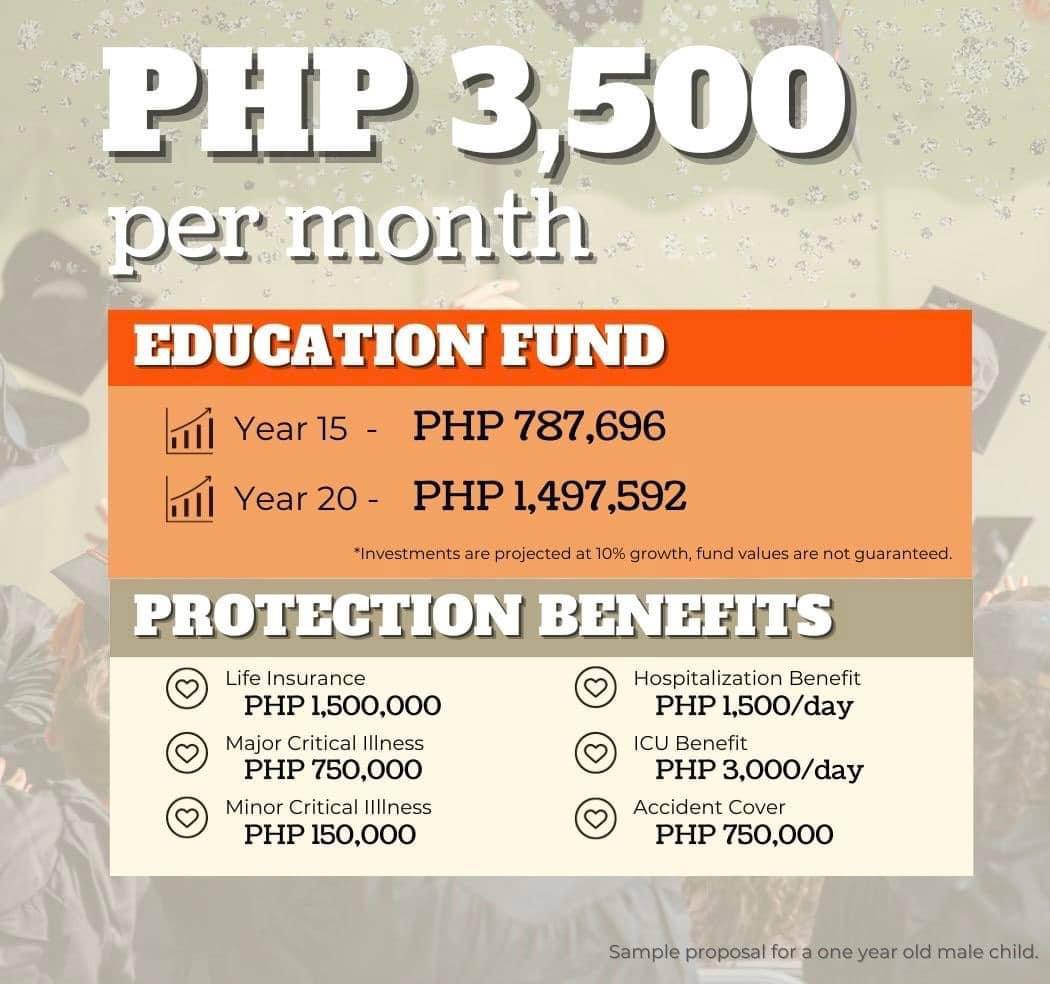 PHP 3,500
per month
EDUCATION FUND
Year 15 - PHP 787,696
Year 20 - PHP 1,497,592
*Investments are projected at 10% growth, fund values are not guaranteed.
PROTECTION BENEFITS
Life Insurance
PHP 1,500,000
Major Critical Illness
PHP 750,000
Minor Critical IIllness
PHP 150,000
Hospitalization Benefit
PHP 1,500/day
ICU Benefit
PHP 3,000/day
Accident Cover
PHP 750,000
Sample proposal for a one year old male child.